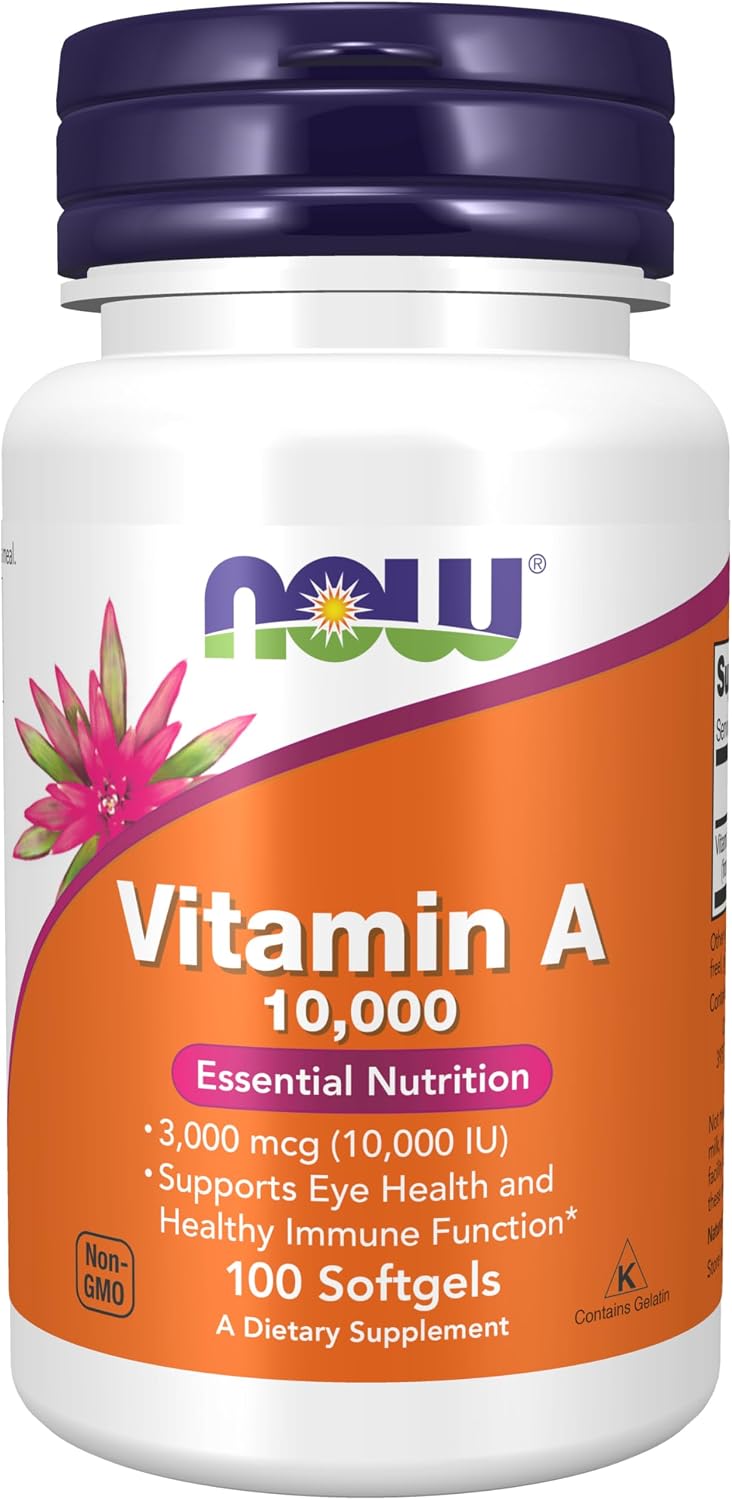 now®
Vitamin A
10,000
Essential Nutrition
• 3,000 mcg (10,000 IU)
• Supports Eye Health and
Healthy Immune Function*
100 Softgels
A Dietary Supplement
Non-
GMO
K
Contains Gelatin